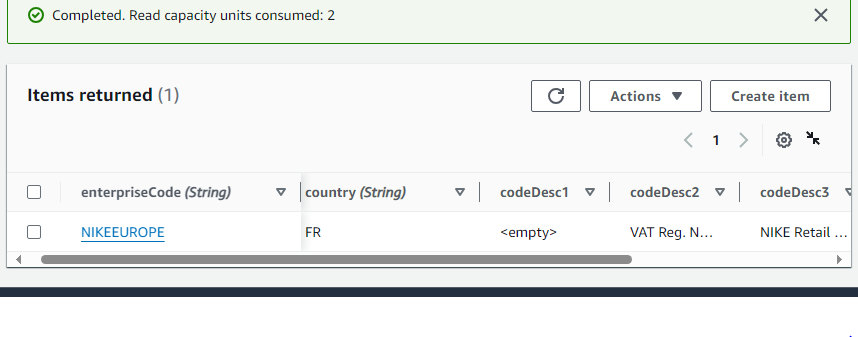 Completed. Read capacity units consumed: 2
Items returned (1)
Actions
Create item
1
enterpriseCode (String)
country (String)
codeDesc1
codeDesc2
codeDesc3
NIKEEUROPE
FR
<empty>
VAT Reg. N...
NIKE Retail ...